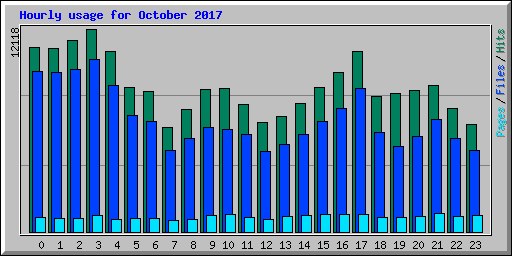 Hourly usage for October 2017
12118
Pages/Files/Hits
0 1 2 3 4 5 6 7 8 9 10 11 12 13 14 15 16 17 18 19 20 21 22 23